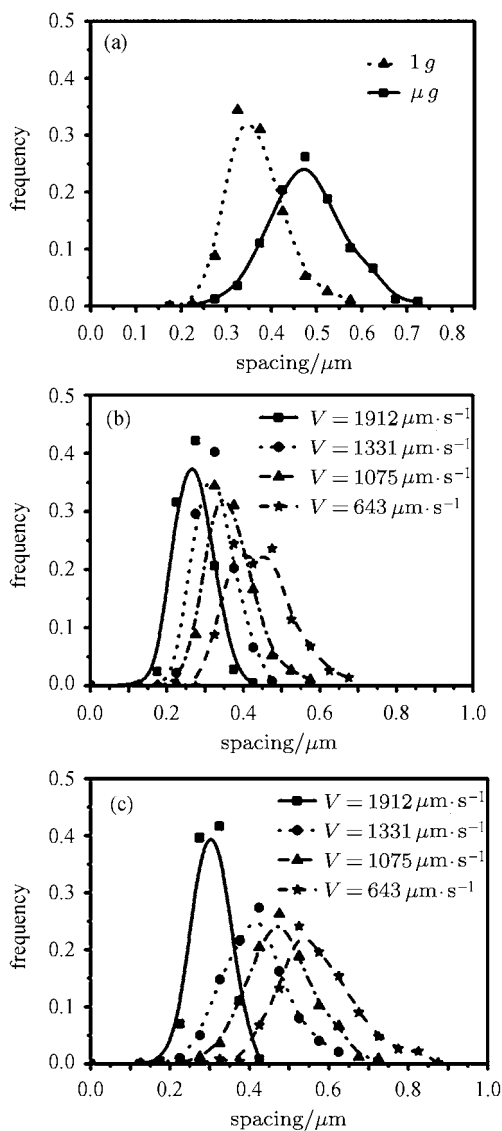 (a)
1 g
μ g
frequency
0.5
0.4
0.3
0.2
0.1
0.0
0.0 0.1 0.2 0.3 0.4 0.5 0.6 0.7 0.8
spacing/μm
(b)
V = 1912 μm·s⁻¹
V = 1331 μm·s⁻¹
V = 1075 μm·s⁻¹
V = 643 μm·s⁻¹
frequency
0.5
0.4
0.3
0.2
0.1
0.0
0.0 0.2 0.4 0.6 0.8 1.0
spacing/μm
(c)
V = 1912 μm·s⁻¹
V = 1331 μm·s⁻¹
V = 1075 μm·s⁻¹
V = 643 μm·s⁻¹
frequency
0.5
0.4
0.3
0.2
0.1
0.0
0.0 0.2 0.4 0.6 0.8 1.0
spacing/μm